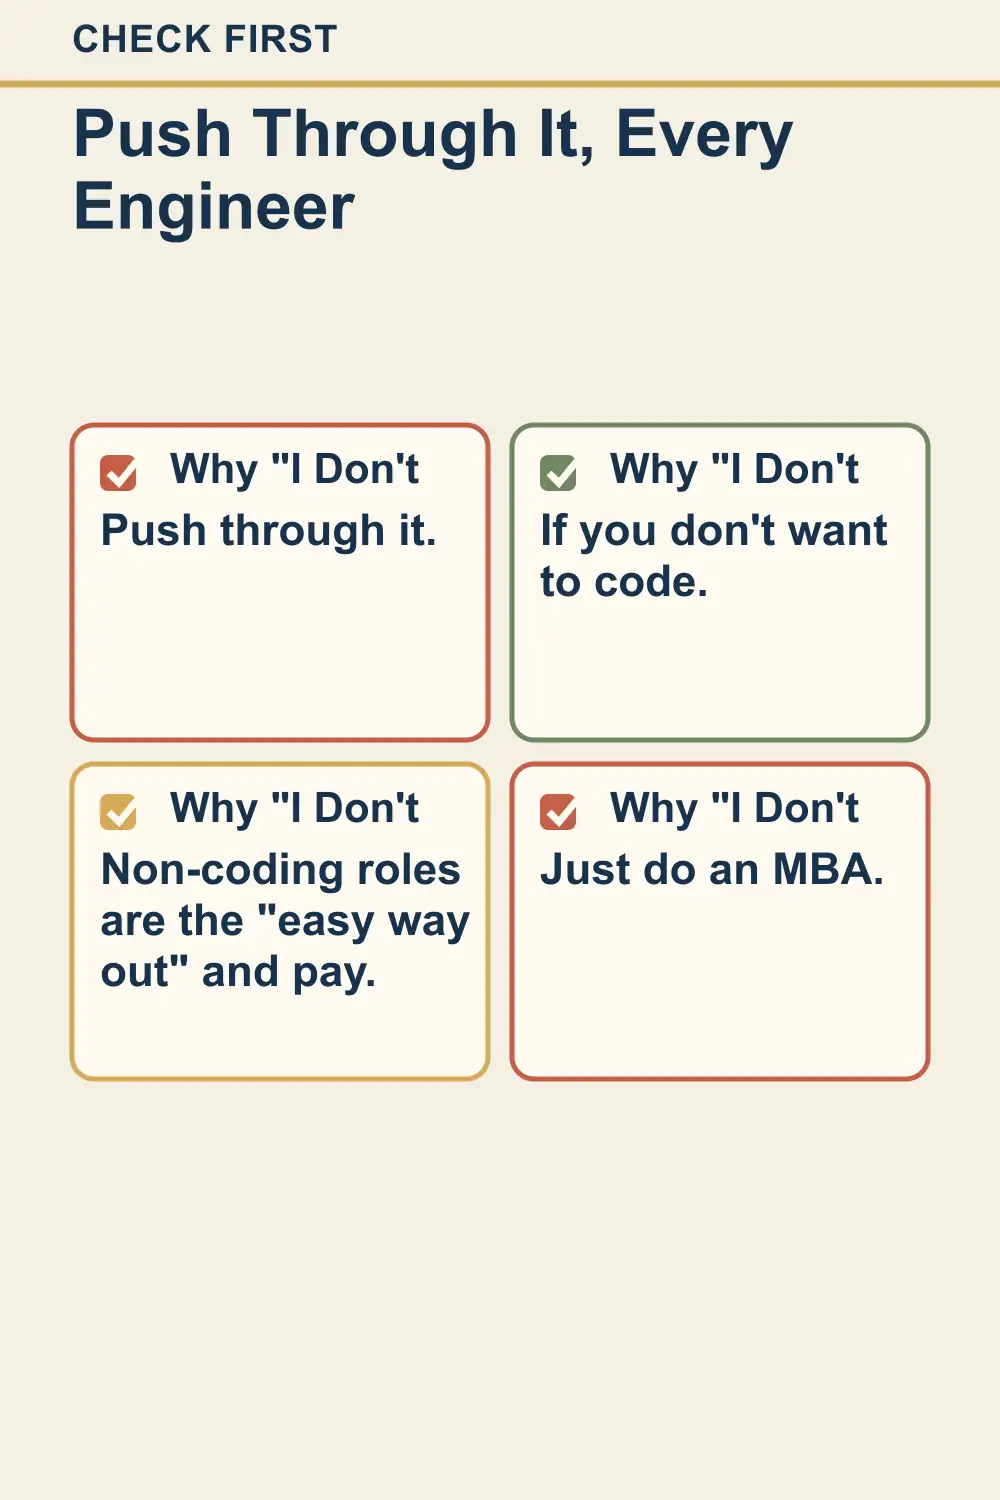 CHECK FIRST
Push Through It, Every
Engineer
Why "I Don't
Push through it.
Why "I Don't
If you don't want
to code.
Why "I Don't
Non-coding roles
are the "easy way
out" and pay.
Why "I Don't
Just do an MBA.